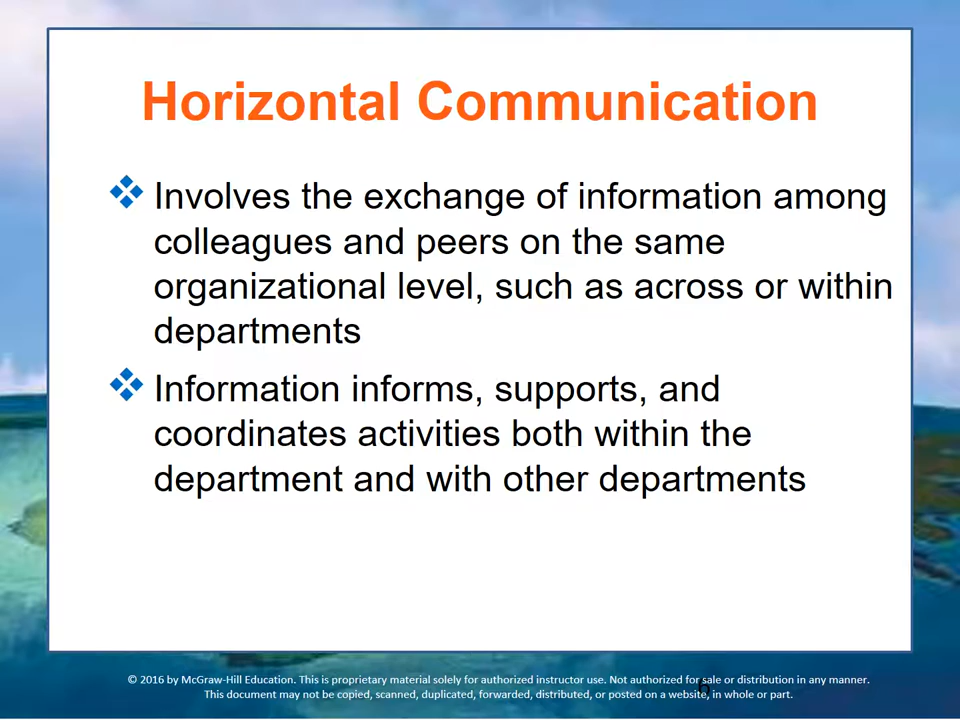 Horizontal Communication
Involves the exchange of information among
colleagues and peers on the same
organizational level, such as across or within
departments
Information informs, supports, and
coordinates activities both within the
department and with other departments
© 2016 by McGraw-Hill Education. This is proprietary material solely for authorized instructor use. Not authorized for sale or distribution in any manner.
This document may not be copied, scanned, duplicated, forwarded, distributed, or posted on a website, in whole or part.
6